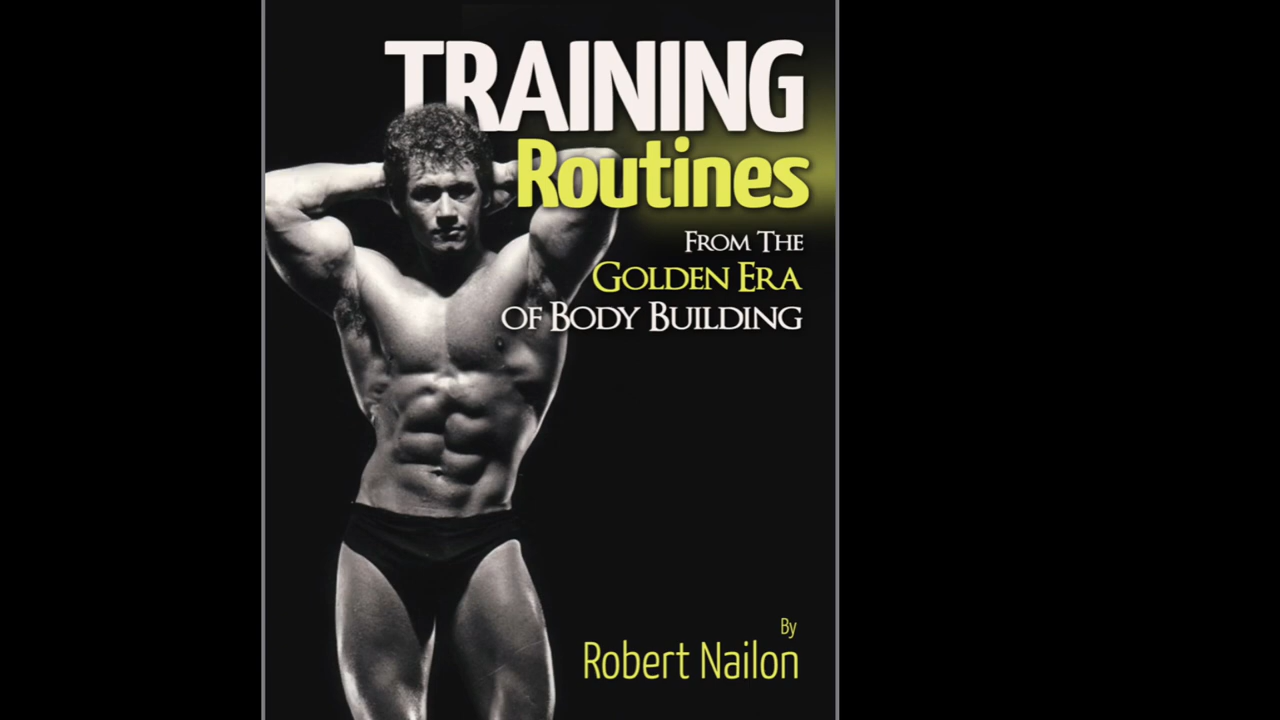 TRAINING
Routines
FROM THE
GOLDEN ERA
OF BODY BUILDING
By
Robert Nailon